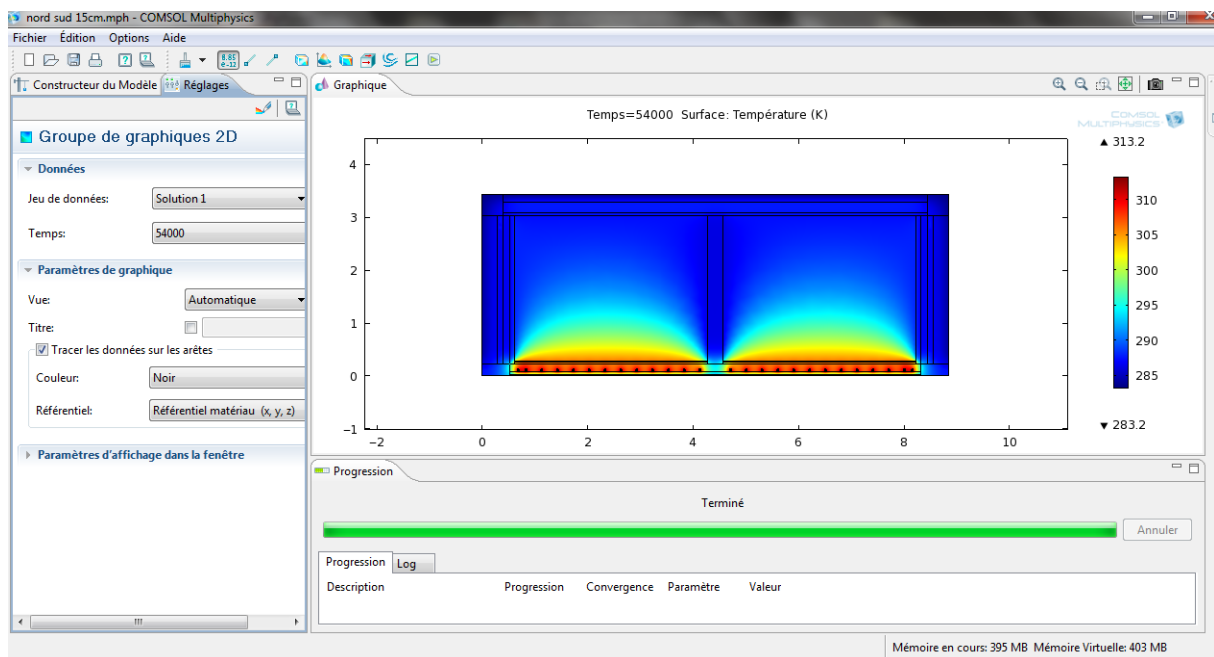 nord sud 15cm.mph - COMSOL Multiphysics
Fichier Édition Options Aide
8.85
e-12
Constructeur du Modèle Réglages
Graphique
Groupe de graphiques 2D
Données
Jeu de données: Solution 1
Temps: 54000
Paramètres de graphique
Vue: Automatique
Titre:
Tracer les données sur les arêtes
Couleur: Noir
Référentiel: Référentiel matériau (x, y, z)
Paramètres d'affichage dans la fenêtre
Temps=54000 Surface: Température (K)
COMSOL
MULTIPHYSICS
▲ 313.2
4
3
2
1
0
−1
−2 0 2 4 6 8 10
310
305
300
295
290
285
▼ 283.2
Progression
Terminé
Annuler
Progression Log
Description Progression Convergence Paramètre Valeur
Mémoire en cours: 395 MB Mémoire Virtuelle: 403 MB